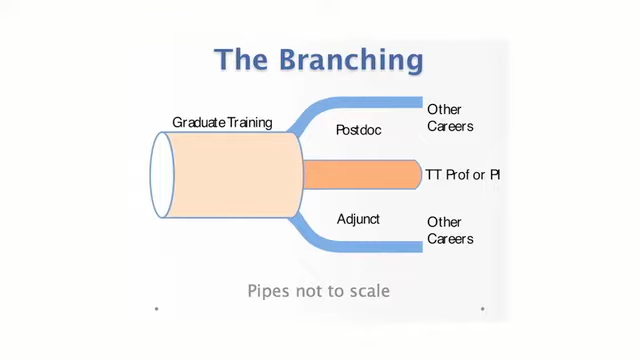 The Branching
Graduate Training
Postdoc
Other
Careers
TT Prof or PI
Adjunct
Other
Careers
Pipes not to scale